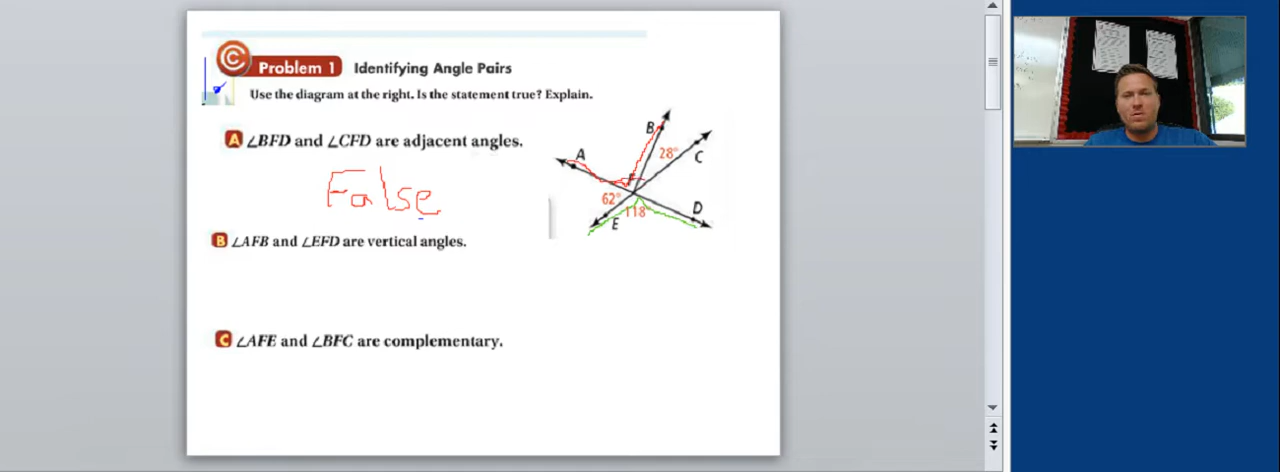 Problem 1 Identifying Angle Pairs
Use the diagram at the right. Is the statement true? Explain.
A ∠BFD and ∠CFD are adjacent angles.
False
B ∠AFB and ∠EFD are vertical angles.
C ∠AFE and ∠BFC are complementary.
B
28°
C
A
62°
118
D
E